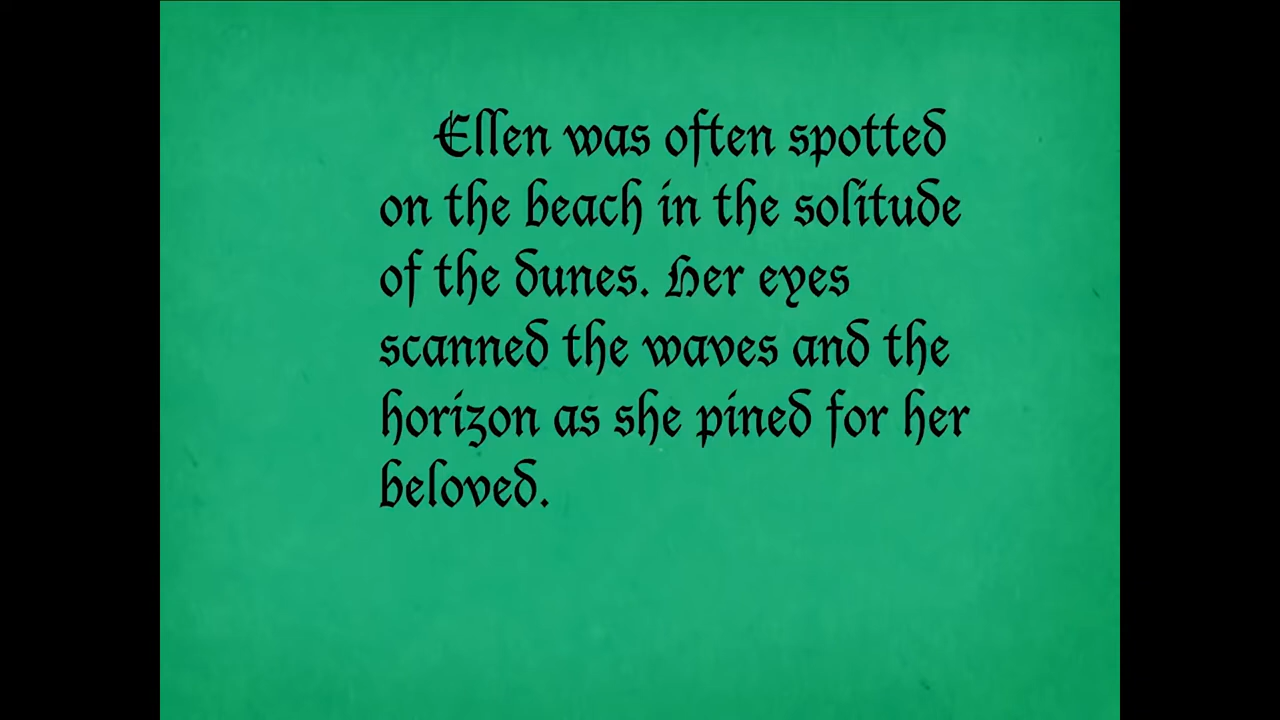 Ellen was often spotted
on the beach in the solitude
of the dunes. Her eyes
scanned the waves and the
horizon as she pined for her
beloved.